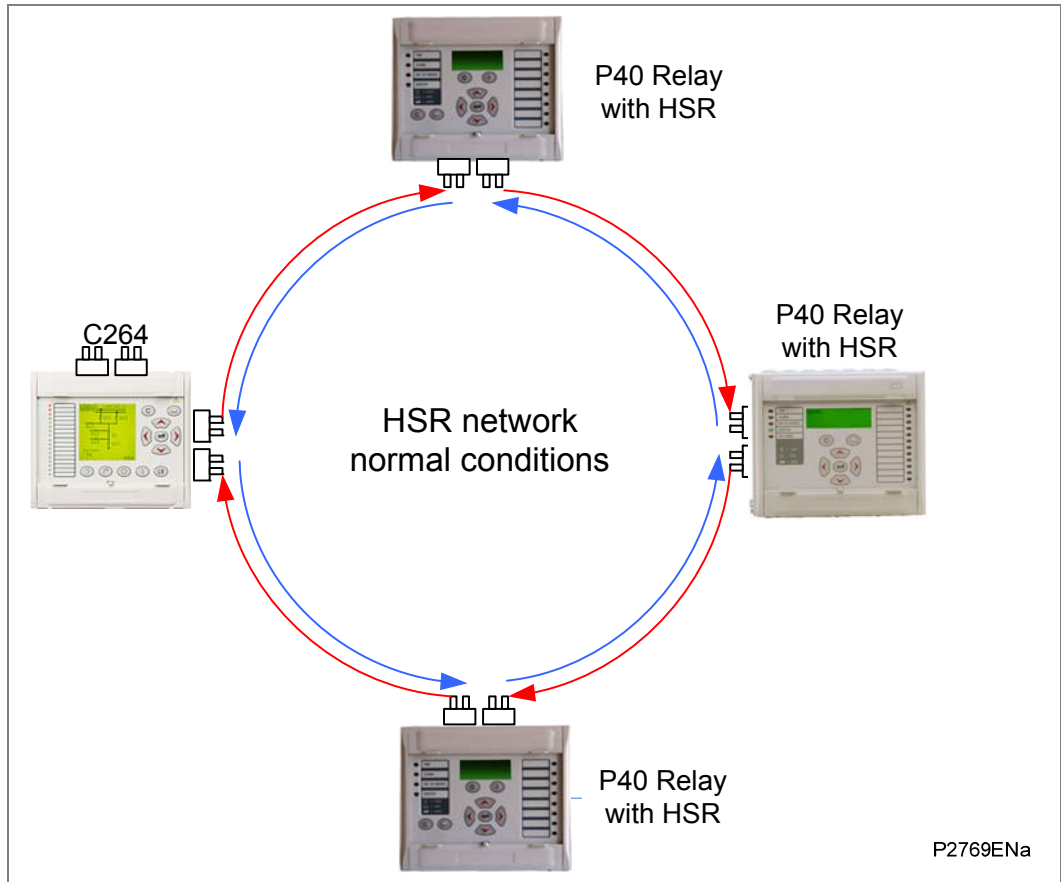 P40 Relay
with HSR
C264
P40 Relay
with HSR
HSR network
normal conditions
P40 Relay
with HSR
P2769ENa